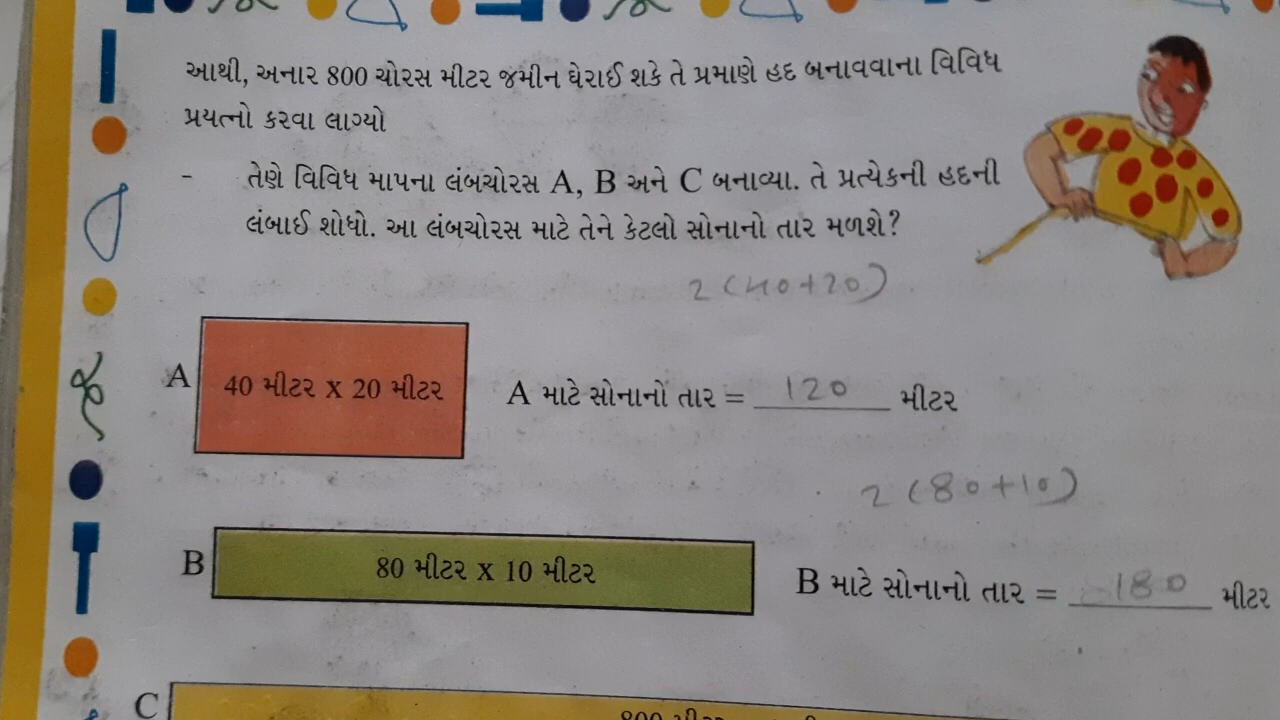 આથી, અનાર 800 ચોરસ મીટર જમીન ઘેરાઈ શકે તે પ્રમાણે હદ બનાવવાના વિવિધ
પ્રયત્નો કરવા લાગ્યો
- તેણે વિવિધ માપના લંબચોરસ A, B અને C બનાવ્યા. તે પ્રત્યેકની હદની
લંબાઈ શોધો. આ લંબચોરસ માટે તેને કેટલો સોનાનો તાર મળશે?
2(40+20)
A 40 મીટર X 20 મીટર A માટે સોનાનો તાર = 120 મીટર
2(80+10)
B 80 મીટર X 10 મીટર B માટે સોનાનો તાર = 180 મીટર
C 800